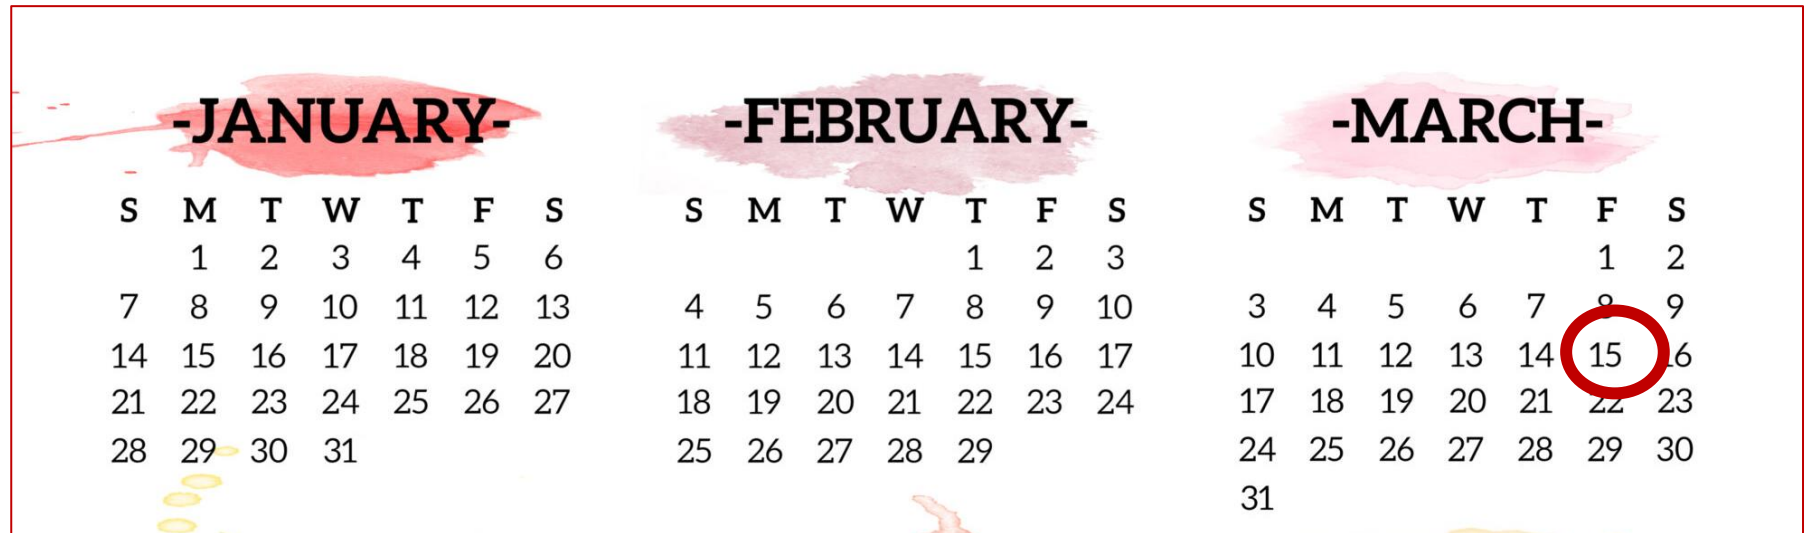 -JANUARY-
S M T W T F S
1 2 3 4 5 6
7 8 9 10 11 12 13
14 15 16 17 18 19 20
21 22 23 24 25 26 27
28 29 30 31
-FEBRUARY-
S M T W T F S
1 2 3
4 5 6 7 8 9 10
11 12 13 14 15 16 17
18 19 20 21 22 23 24
25 26 27 28 29
-MARCH-
S M T W T F S
1 2
3 4 5 6 7 8 9
10 11 12 13 14 15 16
17 18 19 20 21 22 23
24 25 26 27 28 29 30
31